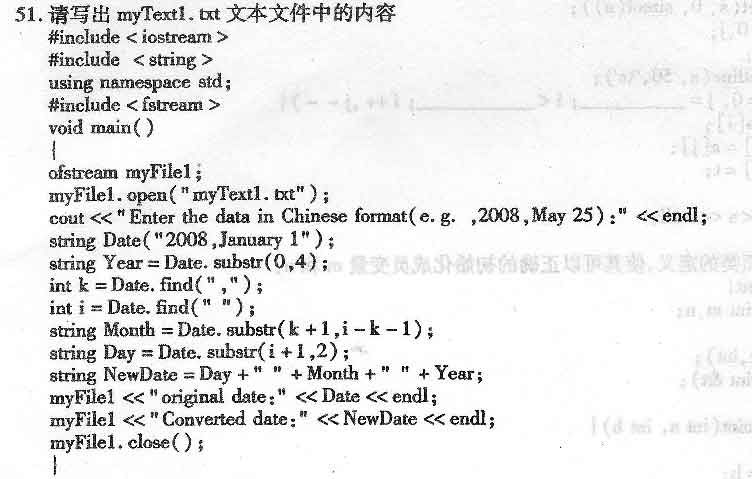 51. 请写出 myText1. txt 文本文件中的内容
#include < iostream >
#include < string >
using namespace std;
#include < fstream >
void main( )
{
ofstream myFile1;
myFile1. open( "myText1. txt" );
cout << "Enter the data in Chinese format( e. g. ,2008,May 25) :" << endl;
string Date( "2008,January 1" );
string Year = Date. substr(0,4);
int k = Date. find( "," );
int i = Date. find( " " );
string Month = Date. substr( k + 1,i - k - 1);
string Day = Date. substr( i + 1,2);
string NewDate = Day + " " + Month + " " + Year;
myFile1 << "original date:" << Date << endl;
myFile1 << "Converted date:" << NewDate << endl;
myFile1. close( );
}